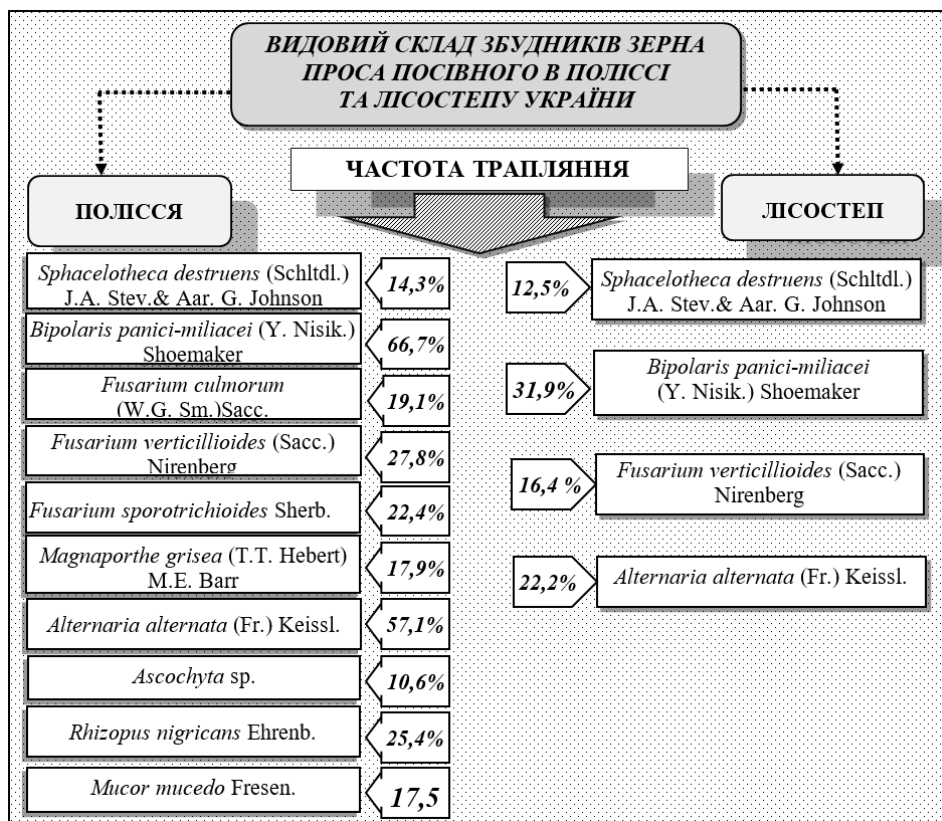 ВИДОВИЙ СКЛАД ЗБУДНИКІВ ЗЕРНА
ПРОСА ПОСІВНОГО В ПОЛІССІ
ТА ЛІСОСТЕПУ УКРАЇНИ
ЧАСТОТА ТРАПЛЯННЯ
ПОЛІССЯ
Sphacelotheca destruens (Schltdl.)
J.A. Stev.& Aar. G. Johnson
14,3%
Bipolaris panici-miliacei (Y. Nisik.)
Shoemaker
66,7%
Fusarium culmorum
(W.G. Sm.)Sacc.
19,1%
Fusarium verticillioides (Sacc.)
Nirenberg
27,8%
Fusarium sporotrichioides Sherb.
22,4%
Magnaporthe grisea (T.T. Hebert)
M.E. Barr
17,9%
Alternaria alternata (Fr.) Keissl.
57,1%
Ascochyta sp.
10,6%
Rhizopus nigricans Ehrenb.
25,4%
Mucor mucedo Fresen.
17,5
ЛІСОСТЕП
12,5%
Sphacelotheca destruens (Schltdl.)
J.A. Stev.& Aar. G. Johnson
31,9%
Bipolaris panici-miliacei
(Y. Nisik.) Shoemaker
16,4 %
Fusarium verticillioides (Sacc.)
Nirenberg
22,2%
Alternaria alternata (Fr.) Keissl.